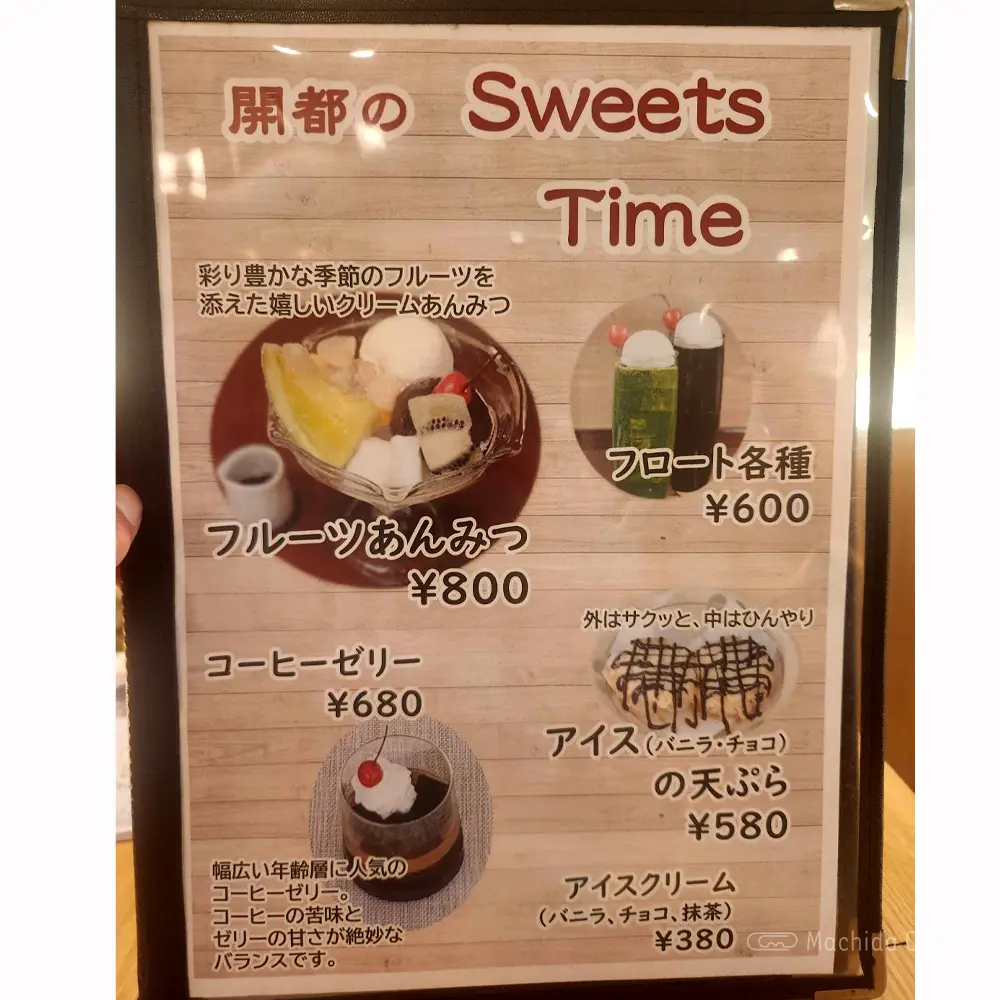 開都の Sweets
Time
彩り豊かな季節のフルーツを
添えた嬉しいクリームあんみつ
フルーツあんみつ
¥800
フロート各種
¥600
コーヒーゼリー
¥680
幅広い年齢層に人気の
コーヒーゼリー。
コーヒーの苦味と
ゼリーの甘さが絶妙な
バランスです。
外はサクッと、中はひんやり
アイス(バニラ・チョコ)
の天ぷら
¥580
アイスクリーム
(バニラ、チョコ、抹茶)
¥380
Machida